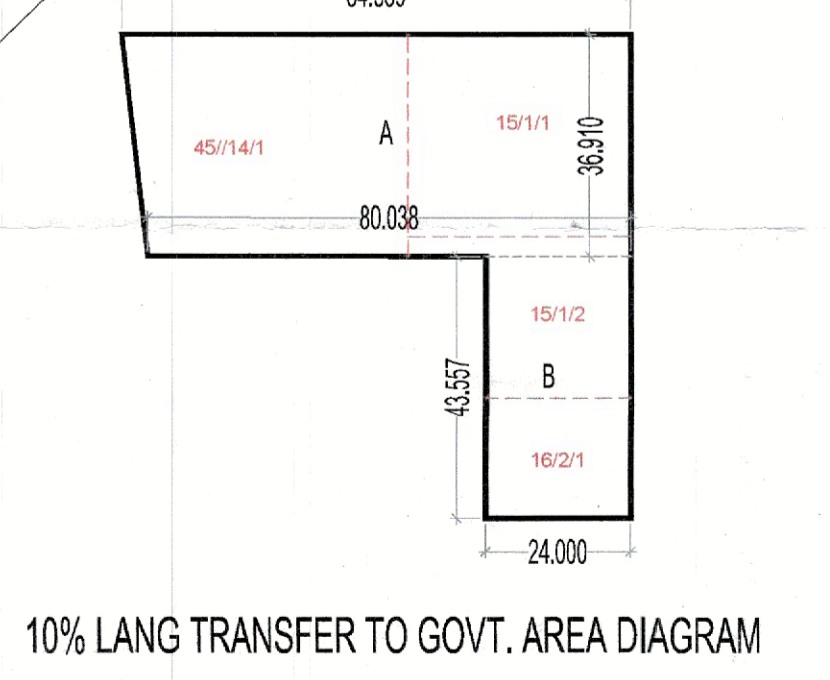 45//14/1
A
15/1/1
36.910
80.038
15/1/2
43.557
B
16/2/1
24.000
10% LANG TRANSFER TO GOVT. AREA DIAGRAM